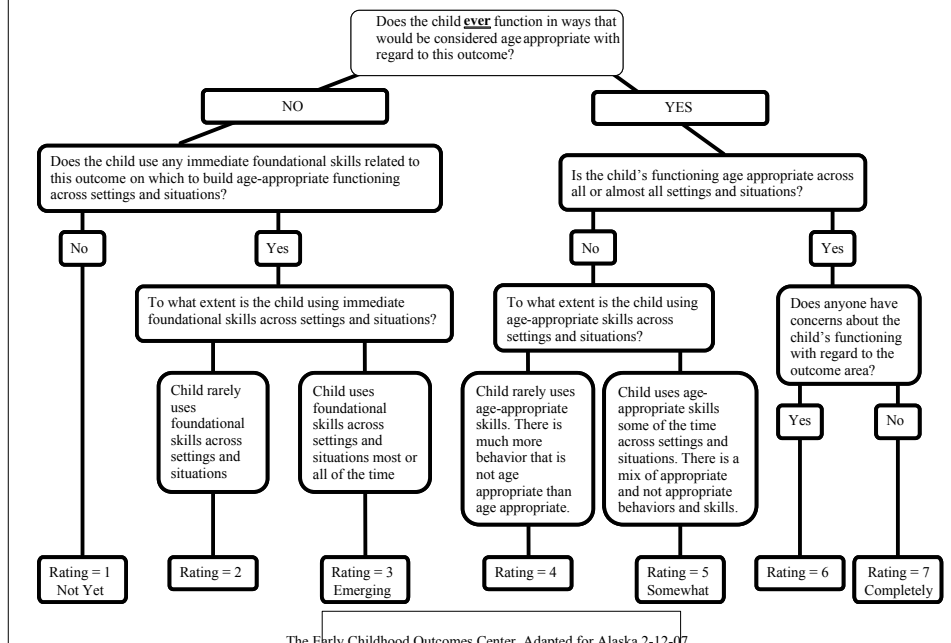 Does the child ever function in ways that
would be considered age appropriate with
regard to this outcome?
NO
YES
Does the child use any immediate foundational skills related to
this outcome on which to build age-appropriate functioning
across settings and situations?
Is the child’s functioning age appropriate across
all or almost all settings and situations?
No
Yes
No
Yes
To what extent is the child using immediate
foundational skills across settings and situations?
To what extent is the child using
age-appropriate skills across
settings and situations?
Does anyone have
concerns about the
child’s functioning
with regard to the
outcome area?
Child rarely
uses
foundational
skills across
settings and
situations
Child uses
foundational
skills across
settings and
situations most or
all of the time
Child rarely uses
age-appropriate
skills. There is
much more
behavior that is
not age
appropriate than
age appropriate.
Child uses age-
appropriate skills
some of the time
across settings and
situations. There is a
mix of appropriate
and not appropriate
behaviors and skills.
Yes
No
Rating = 1
Not Yet
Rating = 2
Rating = 3
Emerging
Rating = 4
Rating = 5
Somewhat
Rating = 6
Rating = 7
Completely
The Early Childhood Outcomes Center. Adapted for Alaska 2-12-07